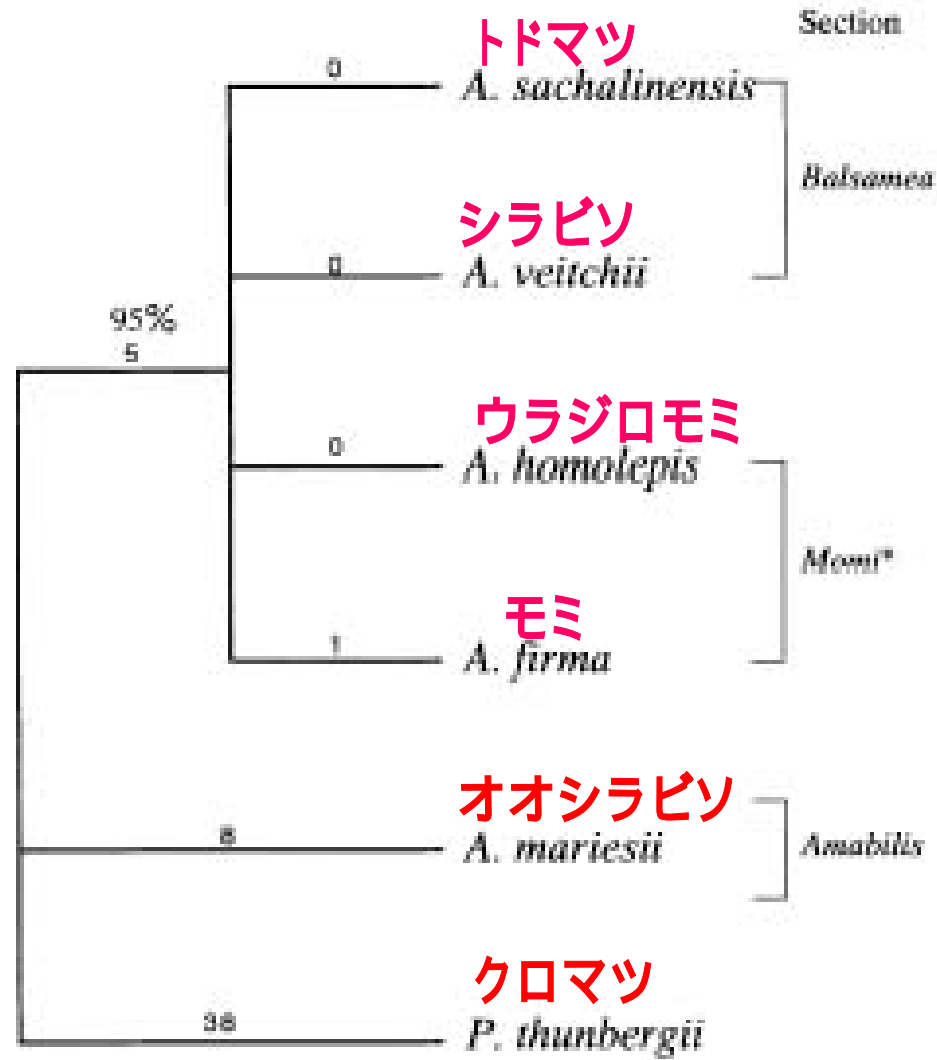 Section
トドマツ
0
A. sachalinensis
Balsamea
シラビソ
0
A. veitchii
95%
5
ウラジロモミ
0
A. homolepis
Momi*
モミ
1
A. firma
オオシラビソ
8
A. mariesii
Amabilis
クロマツ
38
P. thunbergii